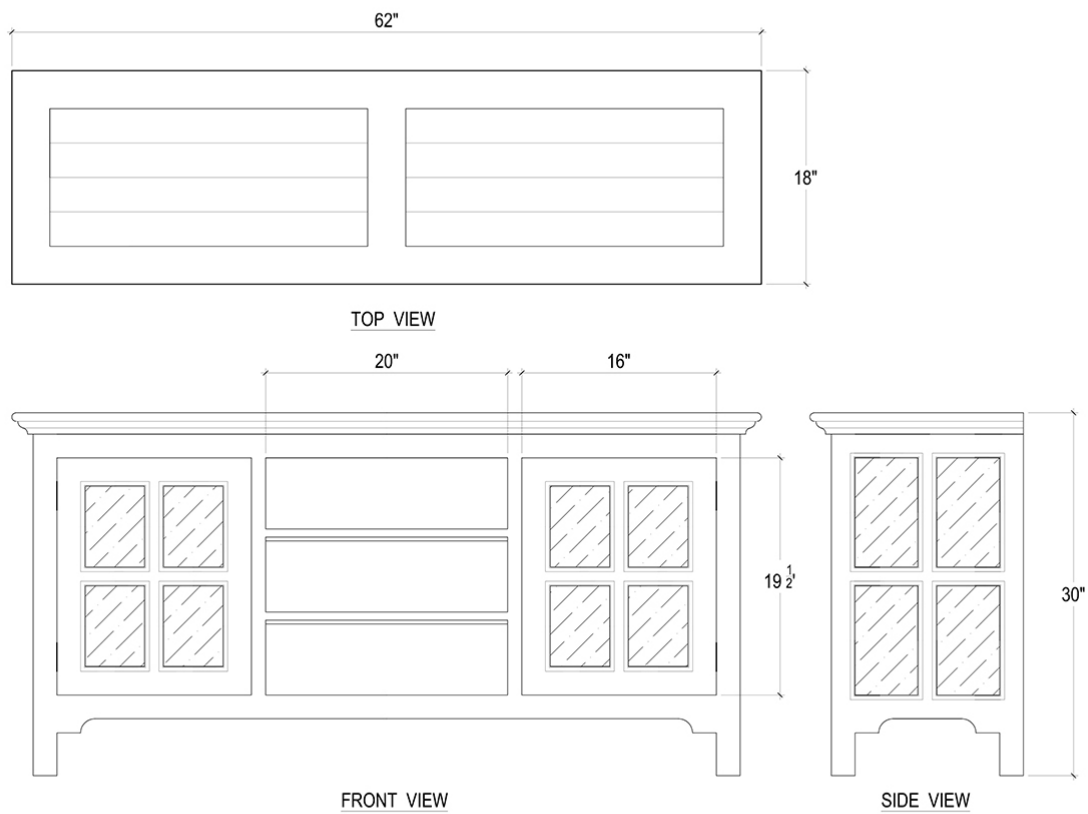 62"
18"
TOP VIEW
20"
16"
19 1/2"
30"
FRONT VIEW
SIDE VIEW